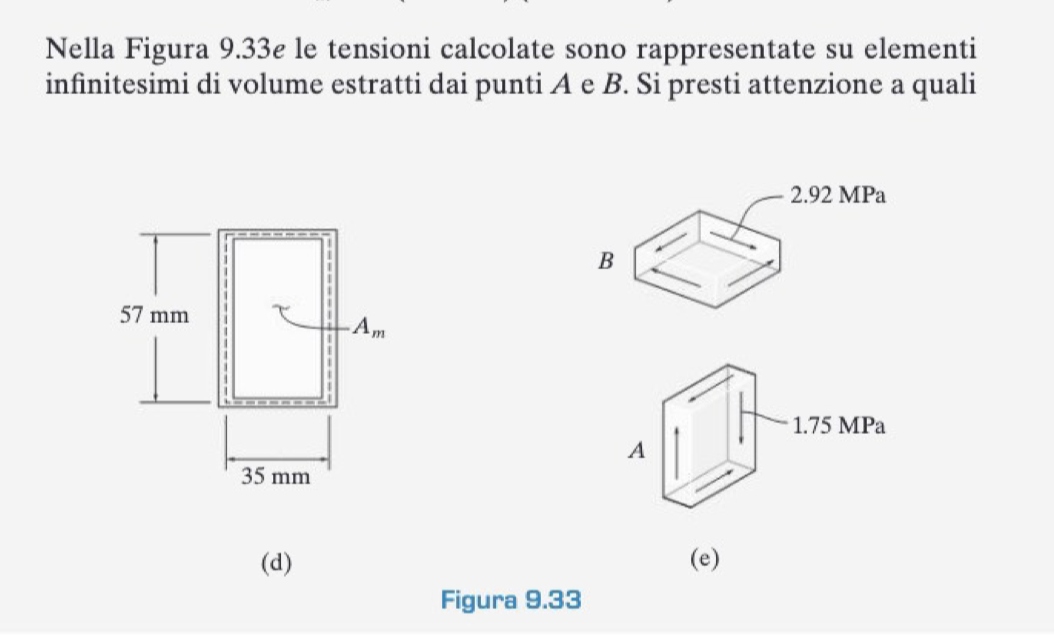 Nella Figura 9.33e le tensioni calcolate sono rappresentate su elementi
infinitesimi di volume estratti dai punti A e B. Si presti attenzione a quali
2.92 MPa
B
57 mm
Am
1.75 MPa
A
35 mm
(d)
(e)
Figura 9.33